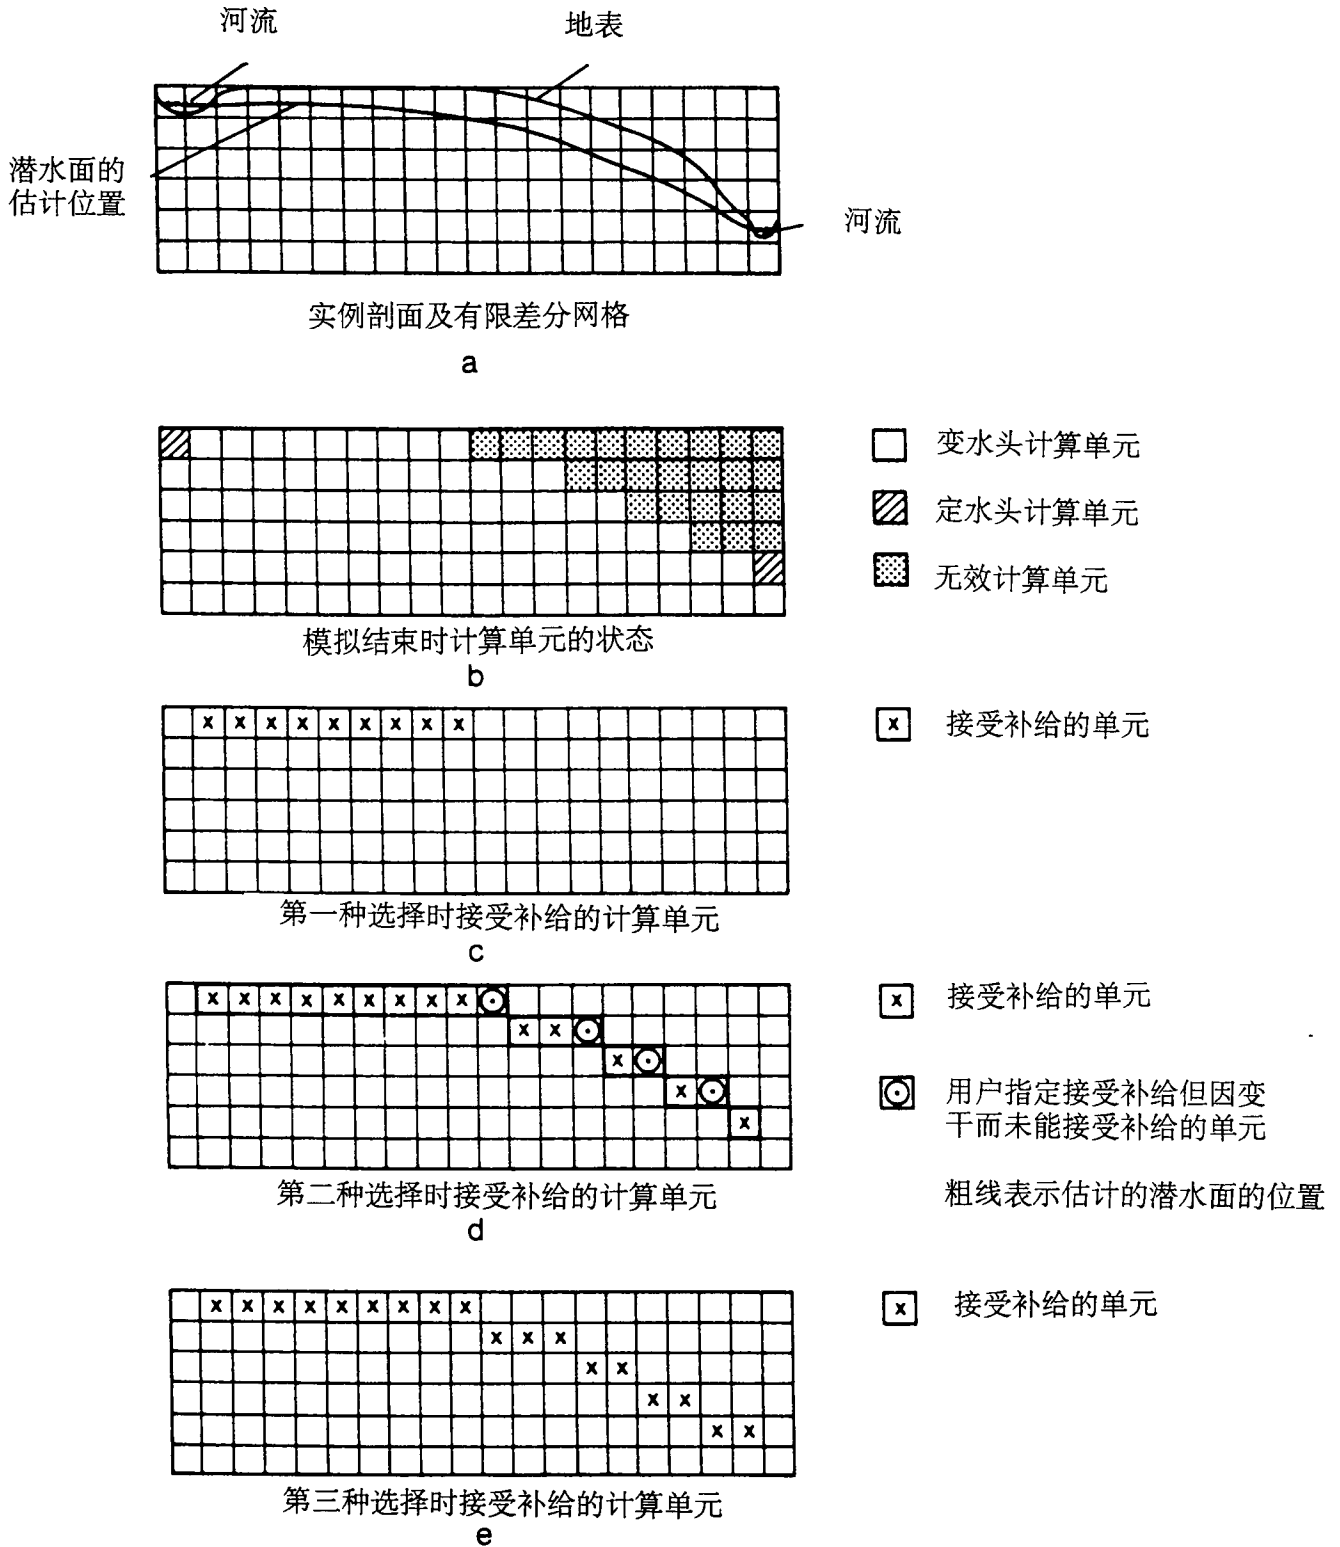 河流
地表
潜水面的
估计位置
河流
实例剖面及有限差分网格
a
变水头计算单元
定水头计算单元
无效计算单元
模拟结束时计算单元的状态
b
x x x x x x x x x
x 接受补给的单元
第一种选择时接受补给的计算单元
c
x x x x x x x x x
x x
x
x
x
x 接受补给的单元
用户指定接受补给但因变
干而未能接受补给的单元
粗线表示估计的潜水面的位置
第二种选择时接受补给的计算单元
d
x x x x x x x x x
x x x
x x
x x
x x
x 接受补给的单元
第三种选择时接受补给的计算单元
e